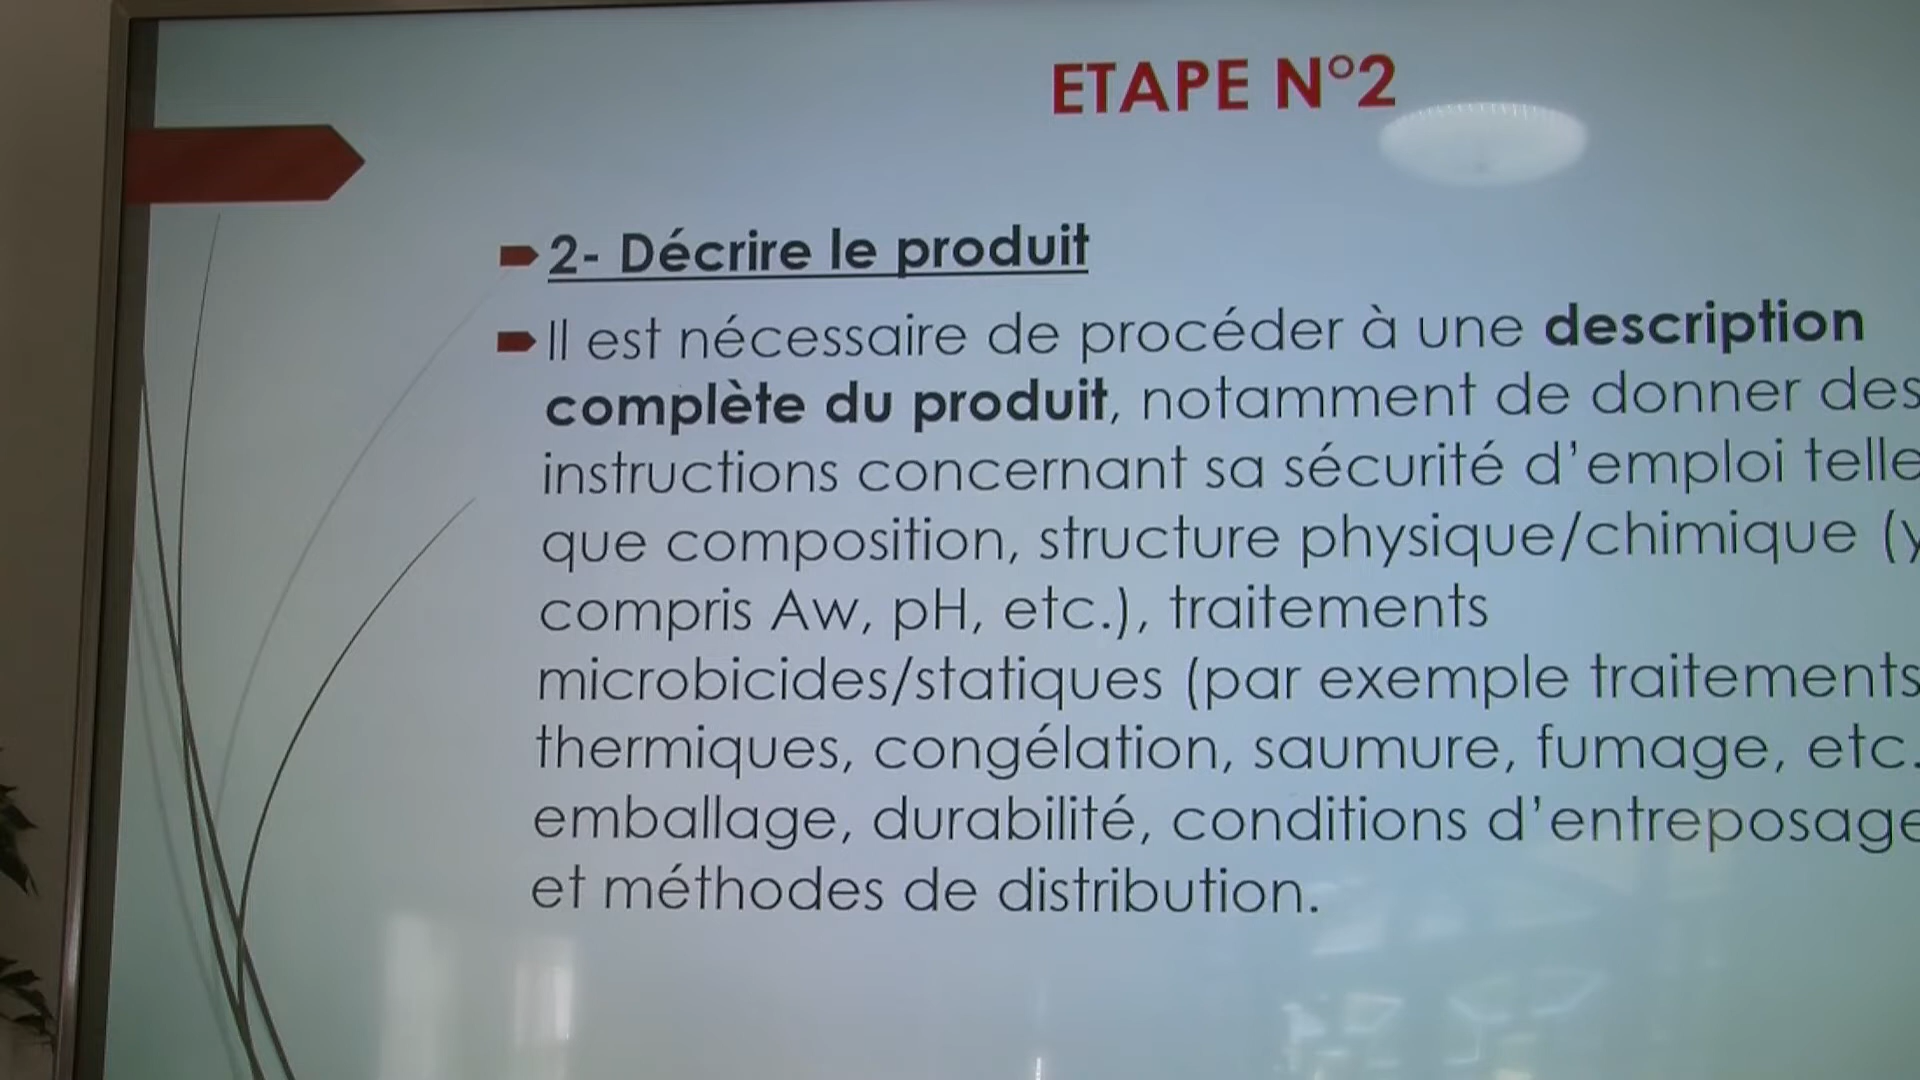 ETAPE N°2
2- Décrire le produit
Il est nécessaire de procéder à une description
complète du produit, notamment de donner des
instructions concernant sa sécurité d'emploi telle
que composition, structure physique/chimique (y
compris Aw, pH, etc.), traitements
microbicides/statiques (par exemple traitements
thermiques, congélation, saumure, fumage, etc.
emballage, durabilité, conditions d'entreposage
et méthodes de distribution.